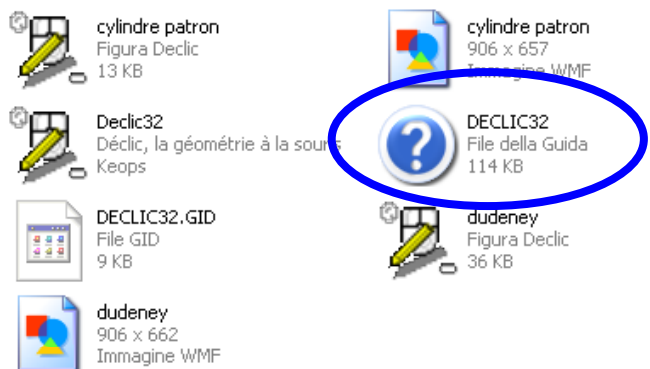 cylindre patron
Figura Declic
13 KB
cylindre patron
906 x 657
Immagine WMF
Declic32
Déclic, la géométrie à la souris
Keops
DECLIC32
File della Guida
114 KB
DECLIC32.GID
File GID
9 KB
dudeney
Figura Declic
36 KB
dudeney
906 x 662
Immagine WMF